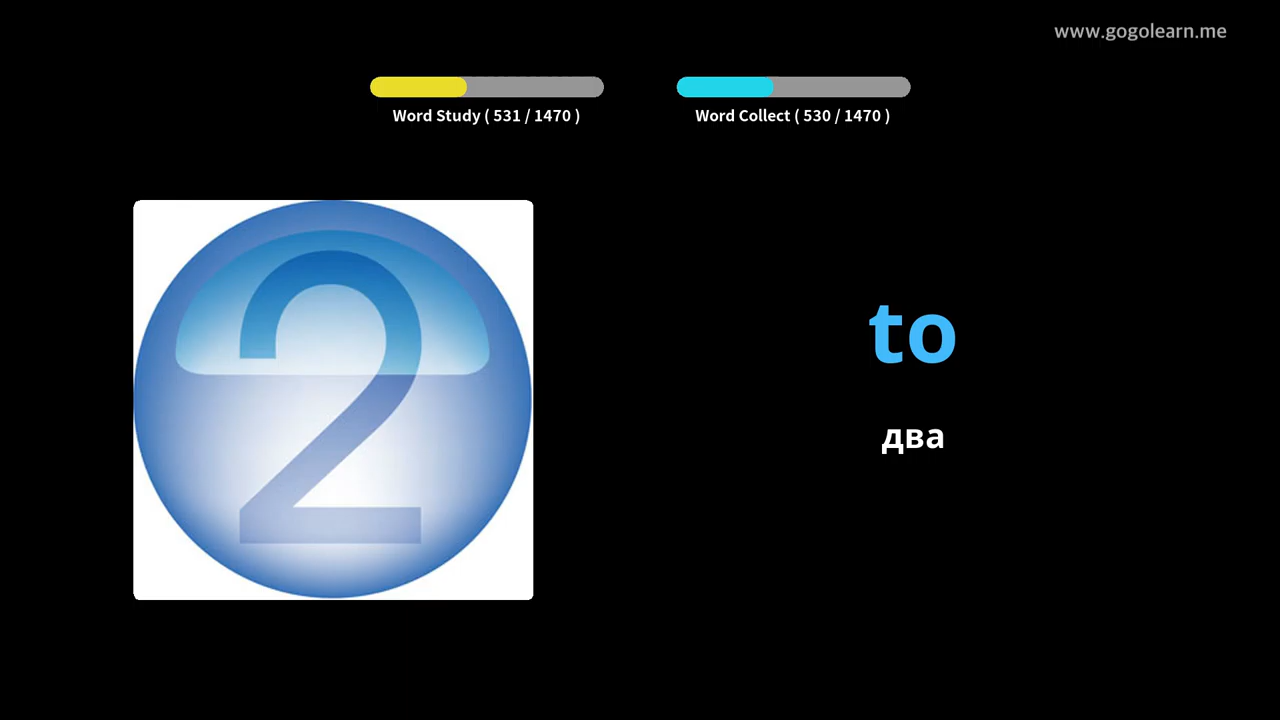 www.gogolearn.me
Word Study ( 531 / 1470 )
Word Collect ( 530 / 1470 )
2
to
два